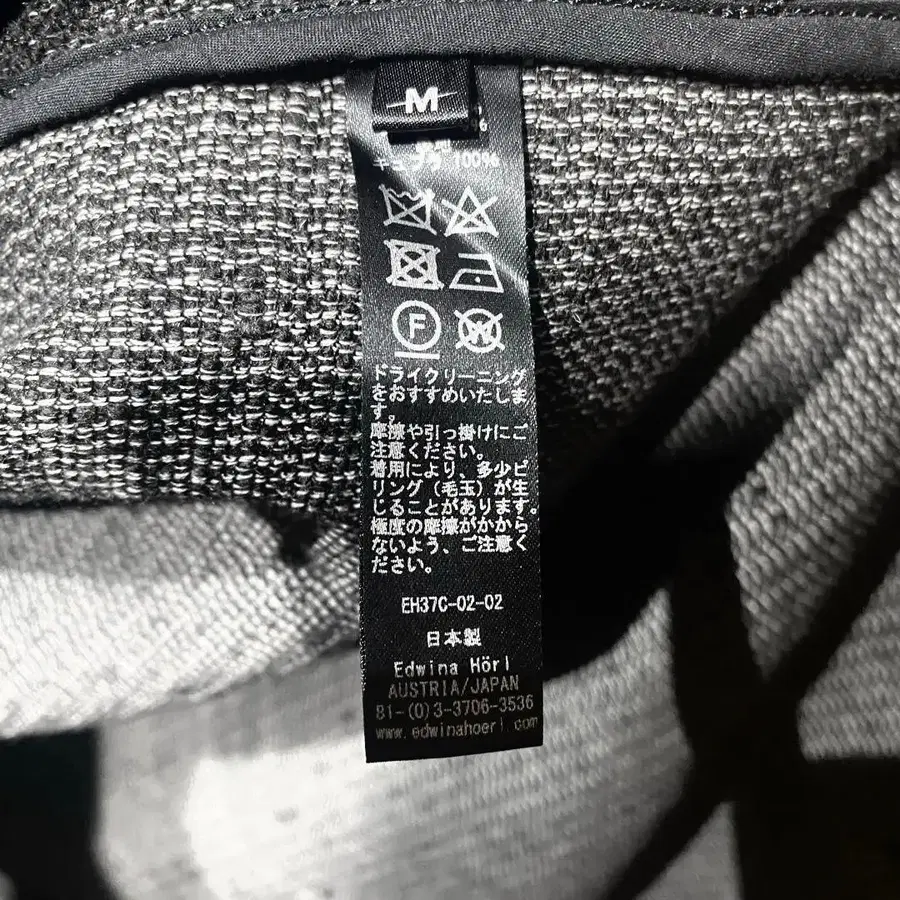 M
キュプラ 100%
F
W
ドライクリーニング
をおすすめいたしま
す。
摩擦や引っ掛けにご
注意ください。
着用により、多少ピ
リング（毛玉）が生
じることがあります。
極度の摩擦がかから
ないよう、ご注意く
ださい。
EH37C-02-02
日本製
Edwina Hörl
AUSTRIA/JAPAN
81-(0)3-3706-3536
www.edwinahoerl.com